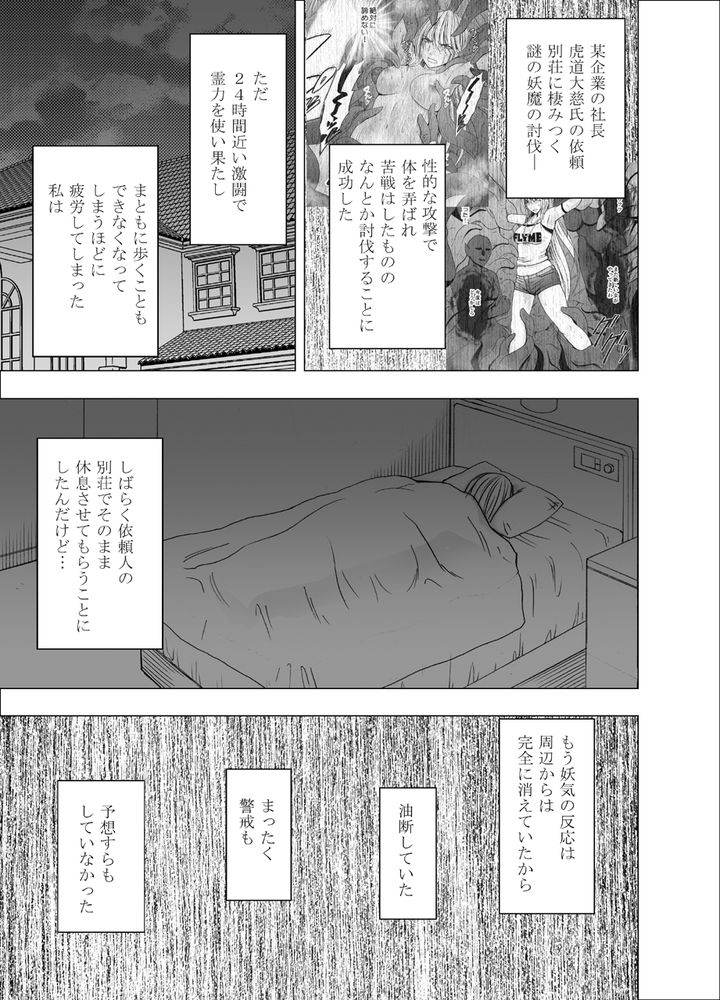 某企業の社長
虎道大慈氏の依頼
別荘に棲みつく
謎の妖魔の討伐―
絶対に
諦めない!
FLYME
性的な攻撃で
体を弄ばれ
苦戦はしたものの
なんとか討伐することに
成功した
ただ
24時間近い激闘で
霊力を使い果たし
まともに歩くことも
できなくなって
しまうほどに
疲労してしまった
私は
しばらく依頼人の
別荘でそのまま
休息させてもらうことに
したんだけど…
もう妖気の反応は
周辺からは
完全に消えていたから
油断していた
まったく
警戒も
予想すらも
していなかった